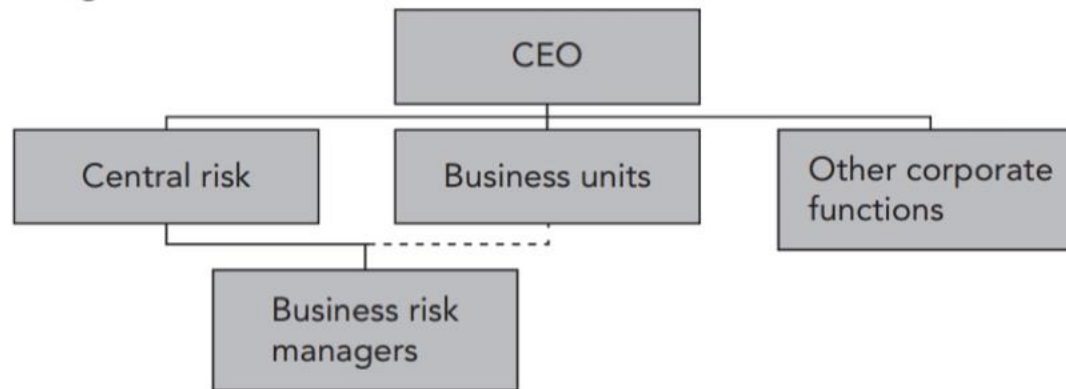 CEO
Central risk
Business units
Other corporate
functions
Business risk
managers